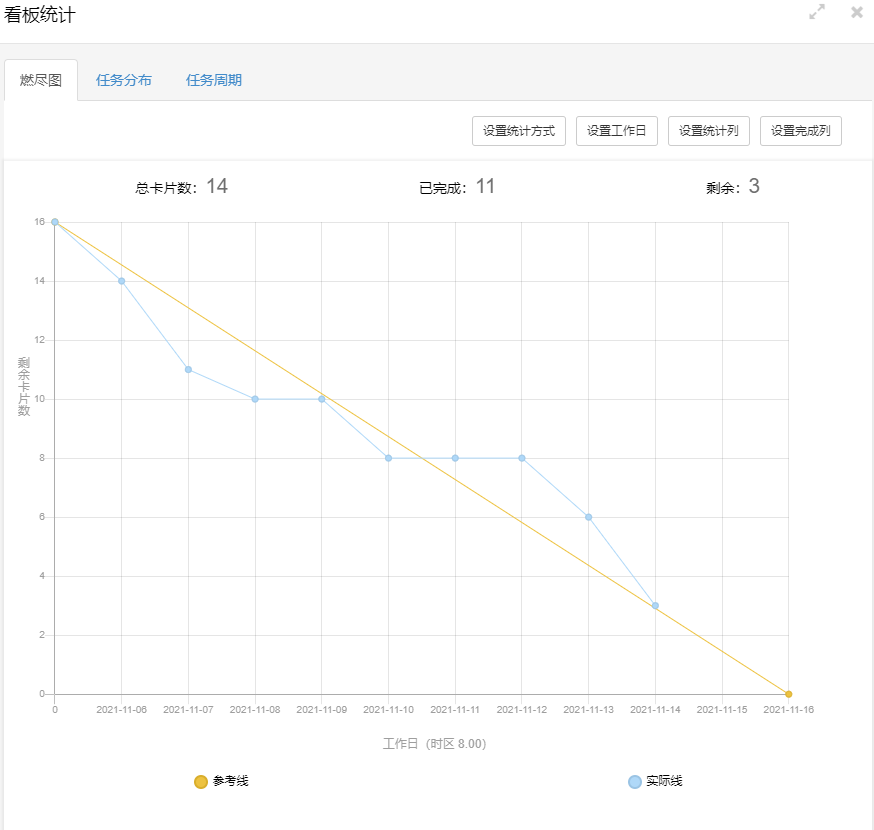 看板统计
燃尽图 任务分布 任务周期
设置统计方式 设置工作日 设置统计列 设置完成列
总卡片数：14 已完成：11 剩余：3
16
14
12
10
8
6
4
2
0
剩余卡片数
0 2021-11-06 2021-11-07 2021-11-08 2021-11-09 2021-11-10 2021-11-11 2021-11-12 2021-11-13 2021-11-14 2021-11-15 2021-11-16
工作日（时区 8.00）
参考线 实际线